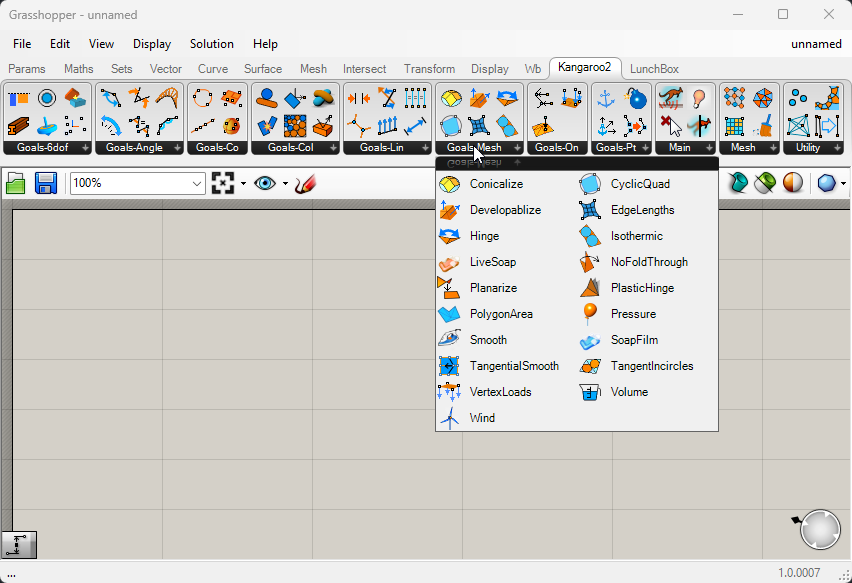 Grasshopper - unnamed
File Edit View Display Solution Help unnamed
Params Maths Sets Vector Curve Surface Mesh Intersect Transform Display Wb Kangaroo2 LunchBox
Goals-6dof Goals-Angle Goals-Co Goals-Col Goals-Lin Goals-Mesh Goals-On Goals-Pt Main Mesh Utility
100%
Conicalize CyclicQuad
Developablize EdgeLengths
Hinge Isothermic
LiveSoap NoFoldThrough
Planarize PlasticHinge
PolygonArea Pressure
Smooth SoapFilm
TangentialSmooth TangentIncircles
VertexLoads Volume
Wind
... 1.0.0007